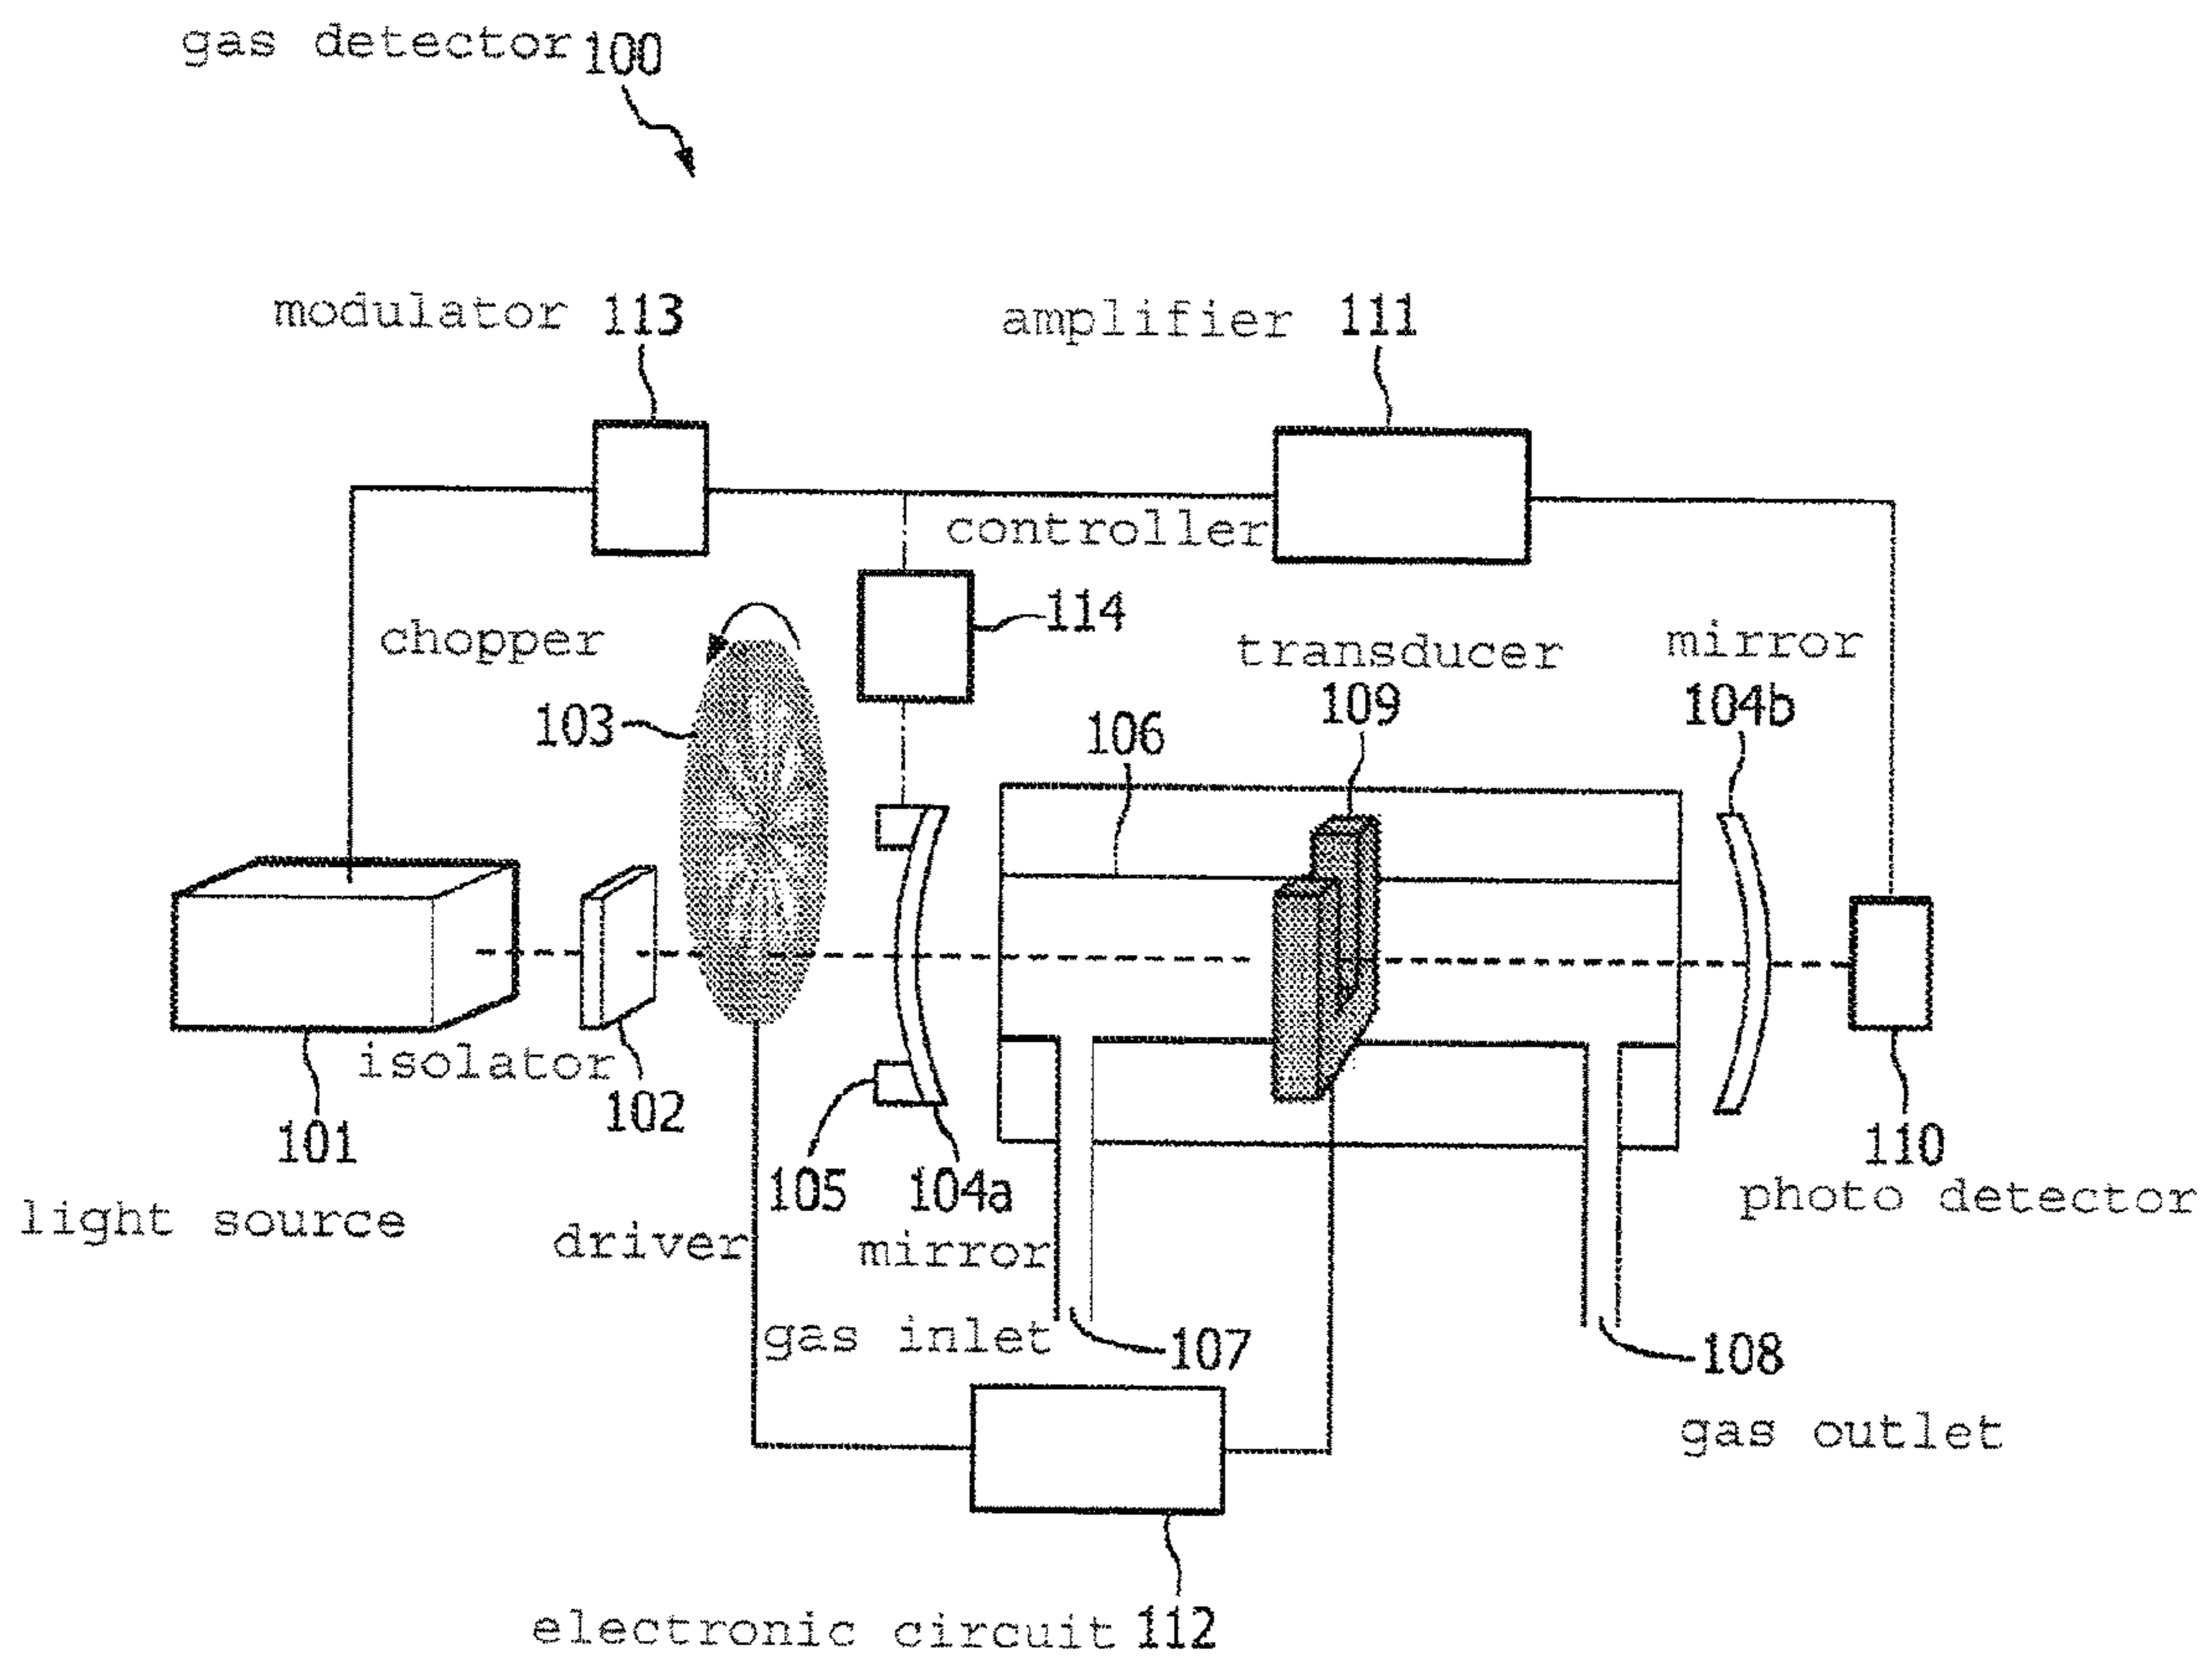 gas detector 100
modulator 113
amplifier 111
controller
114
chopper
103
transducer
109
mirror
104b
106
isolator
102
101
light source
105
104a
mirror
driver
110
photo detector
gas inlet
107
108
gas outlet
electronic circuit 112